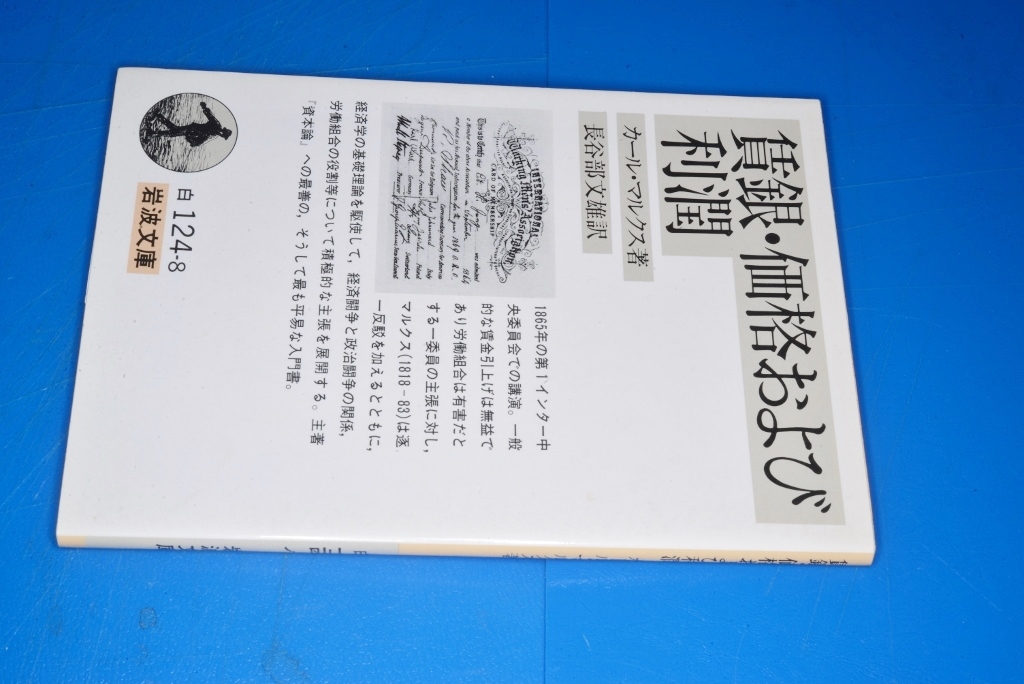 賃銀・価格および
利潤
カール・マルクス著
長谷部文雄訳
INTERNATIONAL
Working Men's Association
CARD OF MEMBERSHIP
1865年の第1インター中
央委員会での講演。一般
的な賃金引上げは無益で
あり労働組合は有害だと
する一委員の主張に対し,
マルクス(1818-83)は逐
一反駁を加えるとともに,
経済学の基礎理論を駆使して,経済闘争と政治闘争の関係,
労働組合の役割等について積極的な主張を展開する。主著
『資本論』への最善の,そうして最も平易な入門書。
白124-8
岩波文庫